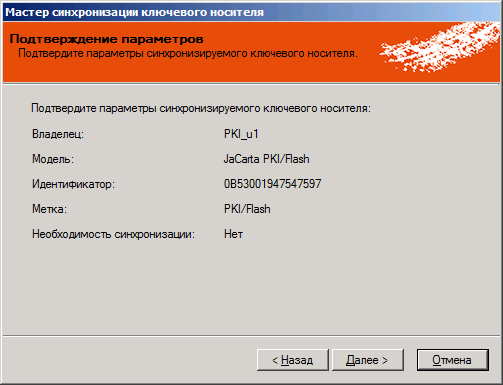 Мастер синхронизации ключевого носителя
Подтверждение параметров
Подтвердите параметры синхронизируемого ключевого носителя.
Подтвердите параметры синхронизируемого ключевого носителя:
Владелец: PKI_u1
Модель: JaCarta PKI/Flash
Идентификатор: 0B53001947547597
Метка: PKI/Flash
Необходимость синхронизации: Нет
< Назад Далее > Отмена